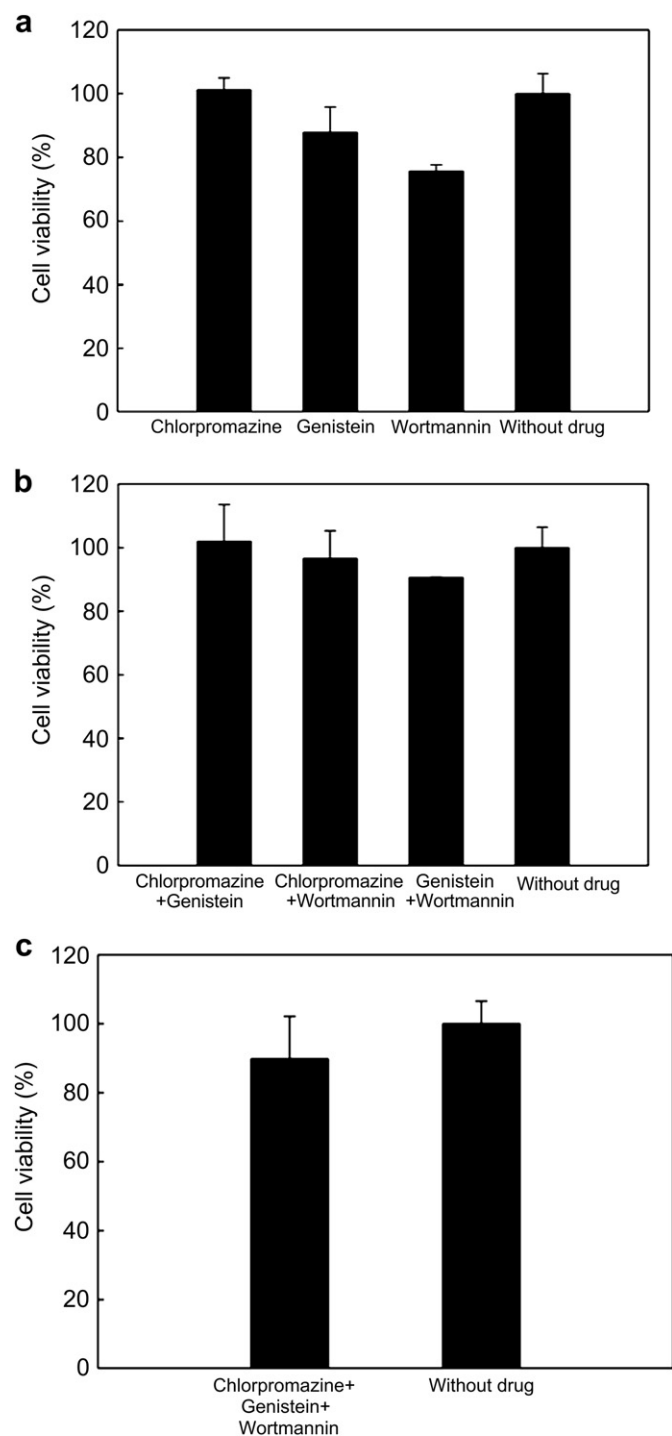 a
Cell viability (%)
120
100
80
60
40
20
0
Chlorpromazine Genistein Wortmannin Without drug
b
Cell viability (%)
120
100
80
60
40
20
0
Chlorpromazine Chlorpromazine Genistein Without drug
+Genistein +Wortmannin +Wortmannin
c
Cell viability (%)
120
100
80
60
40
20
0
Chlorpromazine+ Without drug
Genistein+
Wortmannin